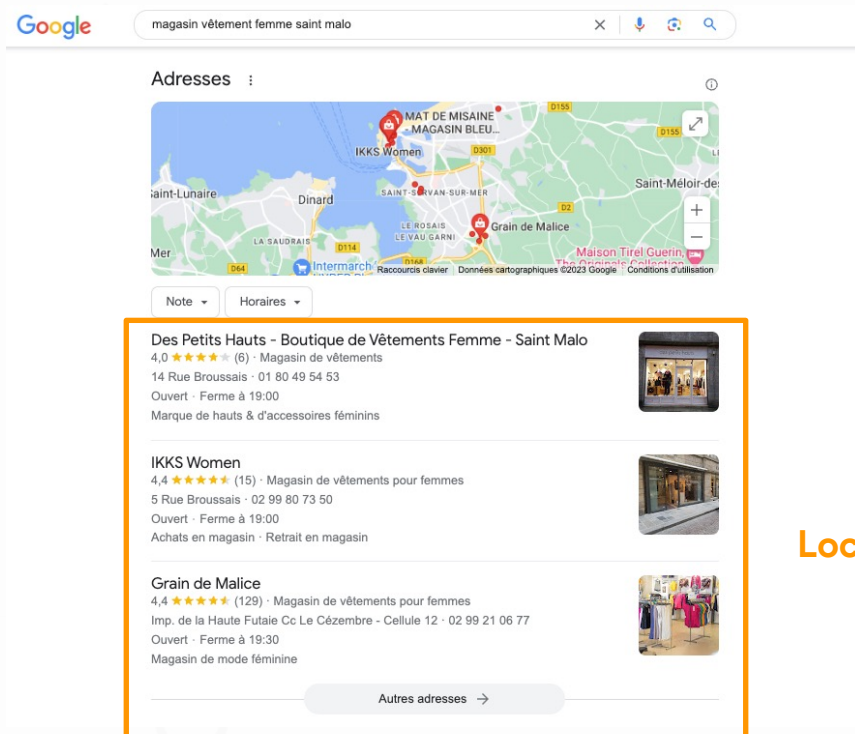 Google
magasin vêtement femme saint malo
Adresses
MAT DE MISAINE
- MAGASIN BLEU...
D155
IKKS Women
D301
D155
Saint-Lunaire
Dinard
SAINT-SERVAN-SUR-MER
Saint-Méloir-des
D2
LE ROSAIS
LE VAU GARNI
Grain de Malice
LA SAUDRAIS
D114
Mer
D64
Intermarch
D168
Maison Tirel Guerin,
The Originals Collection
Raccourcis clavier
Données cartographiques ©2023 Google
Conditions d'utilisation
Note
Horaires
Des Petits Hauts - Boutique de Vêtements Femme - Saint Malo
4,0 ★★★★★ (6) · Magasin de vêtements
14 Rue Broussais · 01 80 49 54 53
Ouvert · Ferme à 19:00
Marque de hauts & d'accessoires féminins
IKKS Women
4,4 ★★★★★ (15) · Magasin de vêtements pour femmes
5 Rue Broussais · 02 99 80 73 50
Ouvert · Ferme à 19:00
Achats en magasin · Retrait en magasin
Grain de Malice
4,4 ★★★★★ (129) · Magasin de vêtements pour femmes
Imp. de la Haute Futaie Cc Le Cézembre - Cellule 12 · 02 99 21 06 77
Ouvert · Ferme à 19:30
Magasin de mode féminine
Autres adresses →
Loc